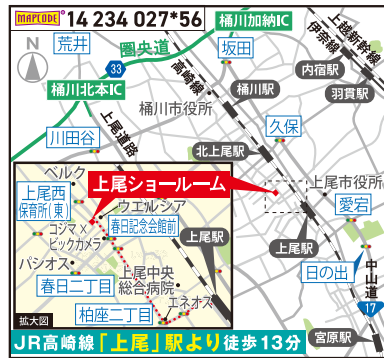 MAPCODE 14 234 027*56
N
荒井
圏央道
桶川加納IC
33
坂田
高崎線
上越新幹線
伊奈線
内宿駅
羽貫駅
桶川北本IC
桶川市役所
桶川駅
川田谷
上尾道路
久保
北上尾駅
ベルク
上尾西
保育所(東)
上尾ショールーム
ウエルシア
春日記念会館前
コジマ×
ビックカメラ
上尾駅
パシオス
上尾中央
総合病院
春日二丁目
エネオス
柏座二丁目
拡大図
上尾市役所
愛宕
上尾駅
日の出
中山道
17
宮原駅
JR高崎線「上尾」駅より徒歩13分